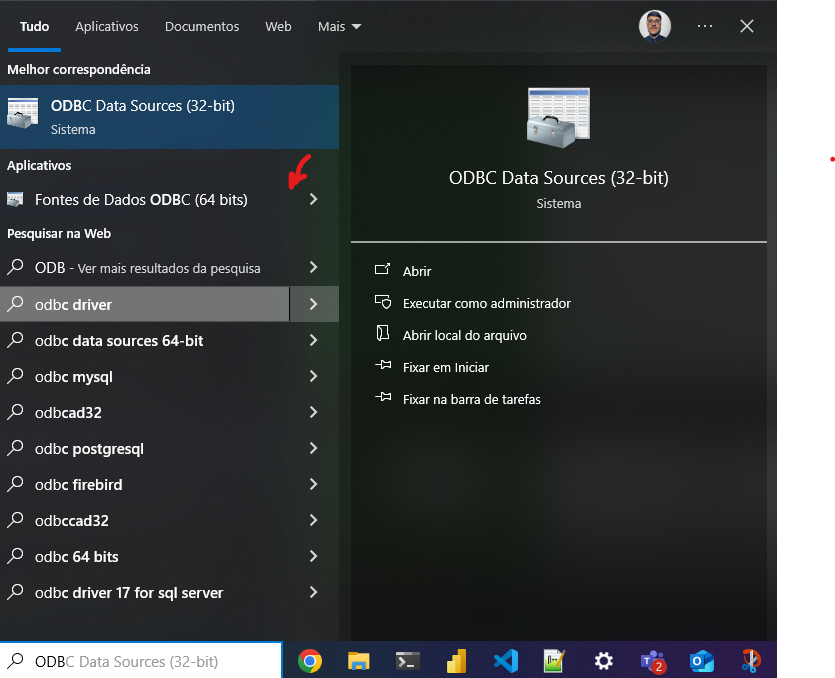 Tudo Aplicativos Documentos Web Mais
Melhor correspondência
ODBC Data Sources (32-bit)
Sistema
Aplicativos
Fontes de Dados ODBC (64 bits)
Pesquisar na Web
ODB - Ver mais resultados da pesquisa
odbc driver
odbc data sources 64-bit
odbc mysql
odbcad32
odbc postgresql
odbc firebird
odbccad32
odbc 64 bits
odbc driver 17 for sql server
ODBC Data Sources (32-bit)
Sistema
Abrir
Executar como administrador
Abrir local do arquivo
Fixar em Iniciar
Fixar na barra de tarefas
ODBC Data Sources (32-bit)
2